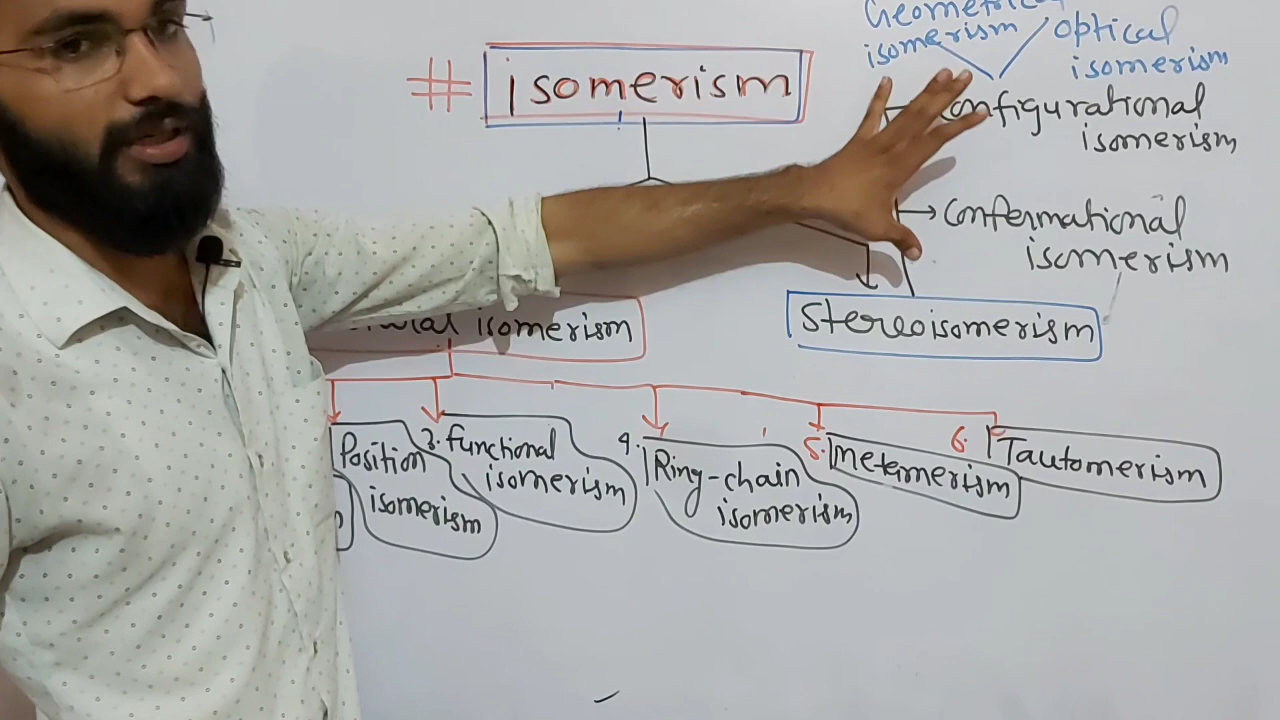 Geometrical
isomerism
optical
isomerism
# isomerism
Configurational
isomerism
→ Confermational
isomerism
isomerism
Stereoisomerism
Position
isomerism
3. functional
isomerism
4. Ring-chain
isomerism
5. metamerism
6. Tautomerism